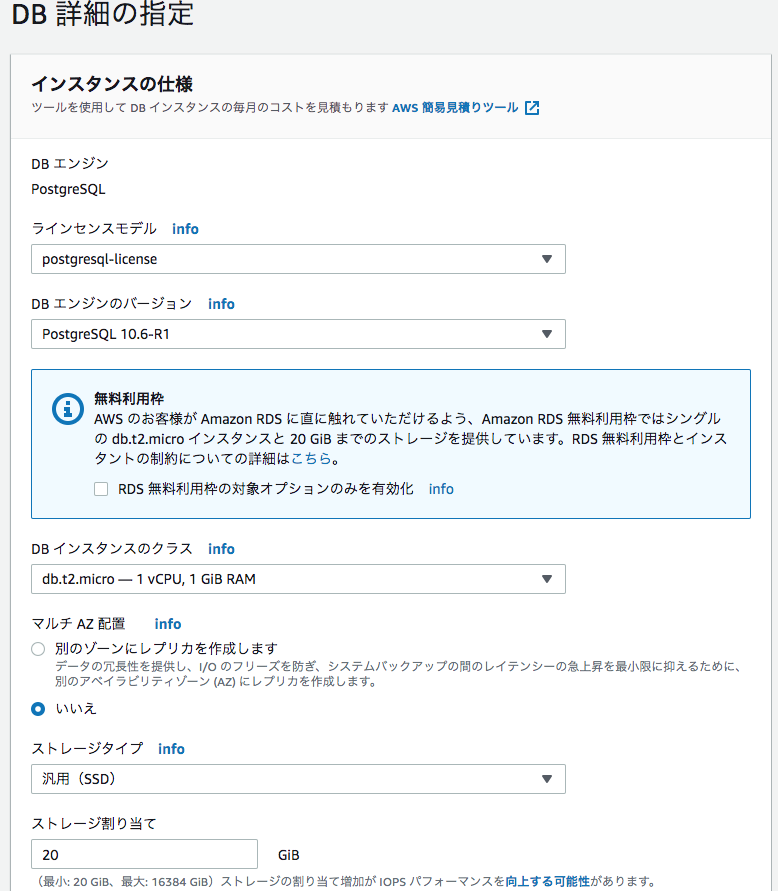 DB 詳細の指定
インスタンスの仕様
ツールを使用して DB インスタンスの毎月のコストを見積もります AWS 簡易見積りツール
DB エンジン
PostgreSQL
ラインセンスモデル info
postgresql-license
DB エンジンのバージョン info
PostgreSQL 10.6-R1
無料利用枠
AWS のお客様が Amazon RDS に直に触れていただけるよう、Amazon RDS 無料利用枠ではシングル
の db.t2.micro インスタンスと 20 GiB までのストレージを提供しています。RDS 無料利用枠とインス
タントの制約についての詳細はこちら。
RDS 無料利用枠の対象オプションのみを有効化 info
DB インスタンスのクラス info
db.t2.micro — 1 vCPU, 1 GiB RAM
マルチ AZ 配置 info
別のゾーンにレプリカを作成します
データの冗長性を提供し、I/O のフリーズを防ぎ、システムバックアップの間のレイテンシーの急上昇を最小限に抑えるために、
別のアベイラビリティゾーン (AZ) にレプリカを作成します。
いいえ
ストレージタイプ info
汎用（SSD）
ストレージ割り当て
20 GiB
（最小: 20 GiB、最大: 16384 GiB）ストレージの割り当て増加が IOPS パフォーマンスを向上する可能性があります。